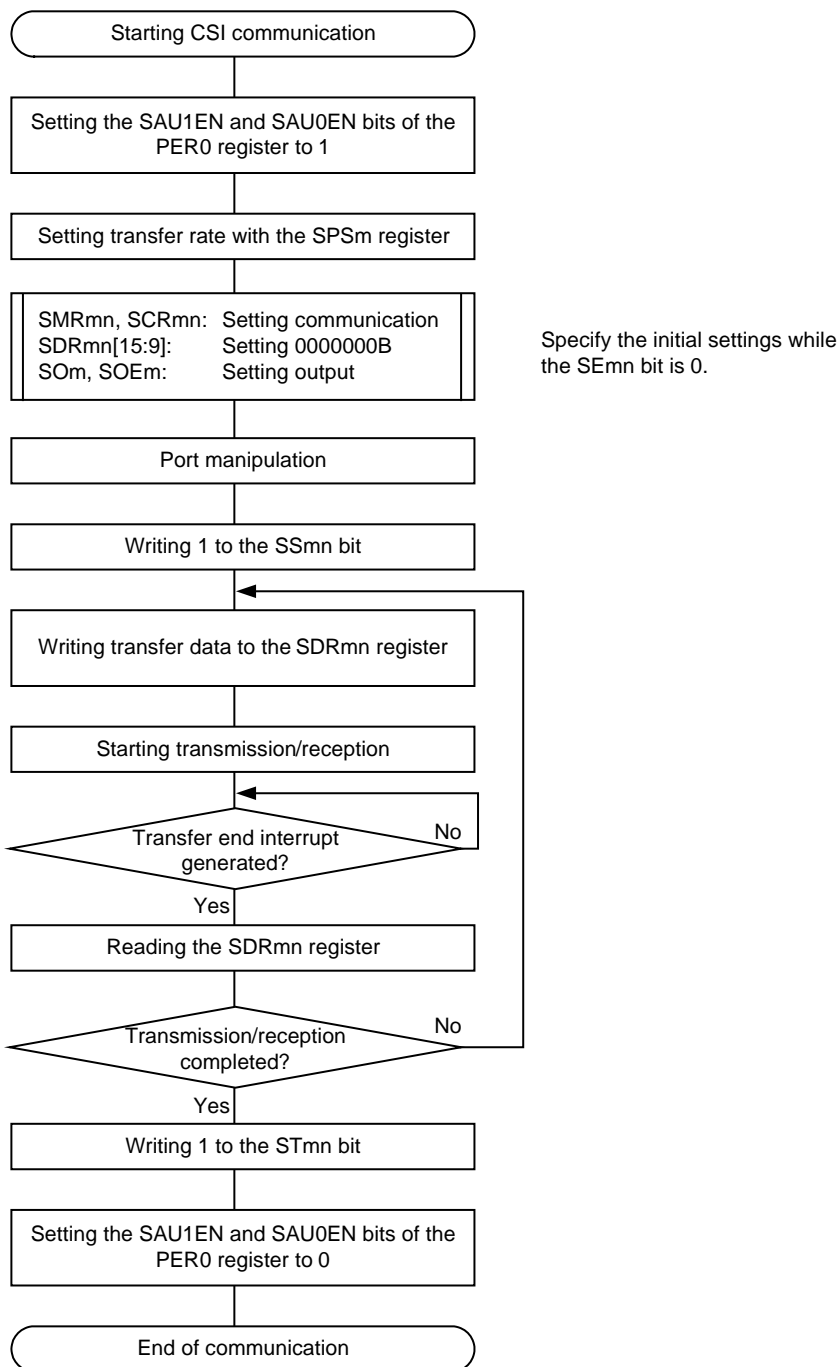 Starting CSI communication
Setting the SAU1EN and SAU0EN bits of the
PER0 register to 1
Setting transfer rate with the SPSm register
SMRmn, SCRmn: Setting communication
SDRmn[15:9]: Setting 0000000B
SOm, SOEm: Setting output
Specify the initial settings while
the SEmn bit is 0.
Port manipulation
Writing 1 to the SSmn bit
Writing transfer data to the SDRmn register
Starting transmission/reception
Transfer end interrupt
generated?
No
Yes
Reading the SDRmn register
Transmission/reception
completed?
No
Yes
Writing 1 to the STmn bit
Setting the SAU1EN and SAU0EN bits of the
PER0 register to 0
End of communication